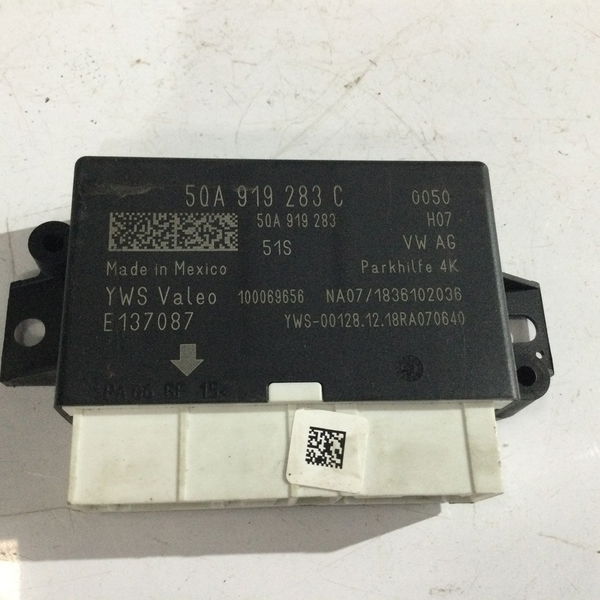 5QA 919 283 C 0050
5QA 919 283 H07
51S VW AG
Made in Mexico Parkhilfe 4K
YWS Valeo 100069656 NA07/1836102036
E137087 YWS-00128.12.18RA070640